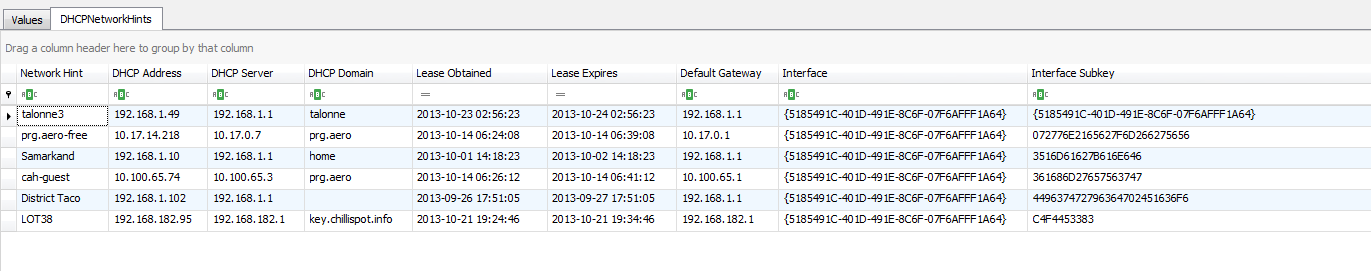 Values DHCPNetworkHints
Drag a column header here to group by that column
Network Hint DHCP Address DHCP Server DHCP Domain Lease Obtained Lease Expires Default Gateway Interface Interface Subkey
ABC ABC ABC ABC = = ABC ABC ABC
talonne3 192.168.1.49 192.168.1.1 talonne 2013-10-23 02:56:23 2013-10-24 02:56:23 192.168.1.1 {5185491C-401D-491E-8C6F-07F6AFFF1A64} {5185491C-401D-491E-8C6F-07F6AFFF1A64}
prg.aero-free 10.17.14.218 10.17.0.7 prg.aero 2013-10-14 06:24:08 2013-10-14 06:39:08 10.17.0.1 {5185491C-401D-491E-8C6F-07F6AFFF1A64} 072776E2165627F6D266275656
Samarkand 192.168.1.10 192.168.1.1 home 2013-10-01 14:18:23 2013-10-02 14:18:23 192.168.1.1 {5185491C-401D-491E-8C6F-07F6AFFF1A64} 3516D61627B616E646
cah-guest 10.100.65.74 10.100.65.3 prg.aero 2013-10-14 06:26:12 2013-10-14 06:41:12 10.100.65.1 {5185491C-401D-491E-8C6F-07F6AFFF1A64} 361686D27657563747
District Taco 192.168.1.102 192.168.1.1 2013-09-26 17:51:05 2013-09-27 17:51:05 192.168.1.1 {5185491C-401D-491E-8C6F-07F6AFFF1A64} 449637472796364702451636F6
LOT38 192.168.182.95 192.168.182.1 key.chillispot.info 2013-10-21 19:24:46 2013-10-21 19:34:46 192.168.182.1 {5185491C-401D-491E-8C6F-07F6AFFF1A64} C4F4453383